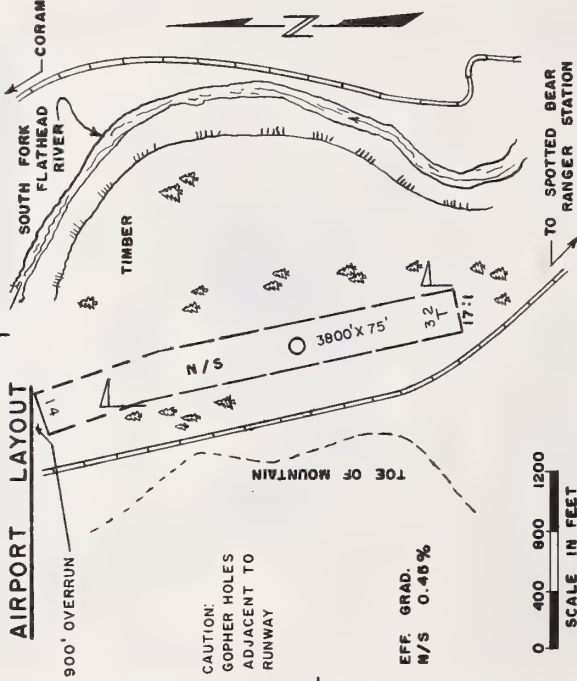 AIRPORT LAYOUT
CORAM
SOUTH FORK
FLATHEAD
RIVER
N
900' OVERRUN
14
TIMBER
N/S
3800' X 75'
TOE OF MOUNTAIN
CAUTION:
GOPHER HOLES
ADJACENT TO
RUNWAY
32
T
17:1
EFF. GRAD.
N/S 0.46%
TO SPOTTED BEAR
RANGER STATION
0 400 800 1200
SCALE IN FEET